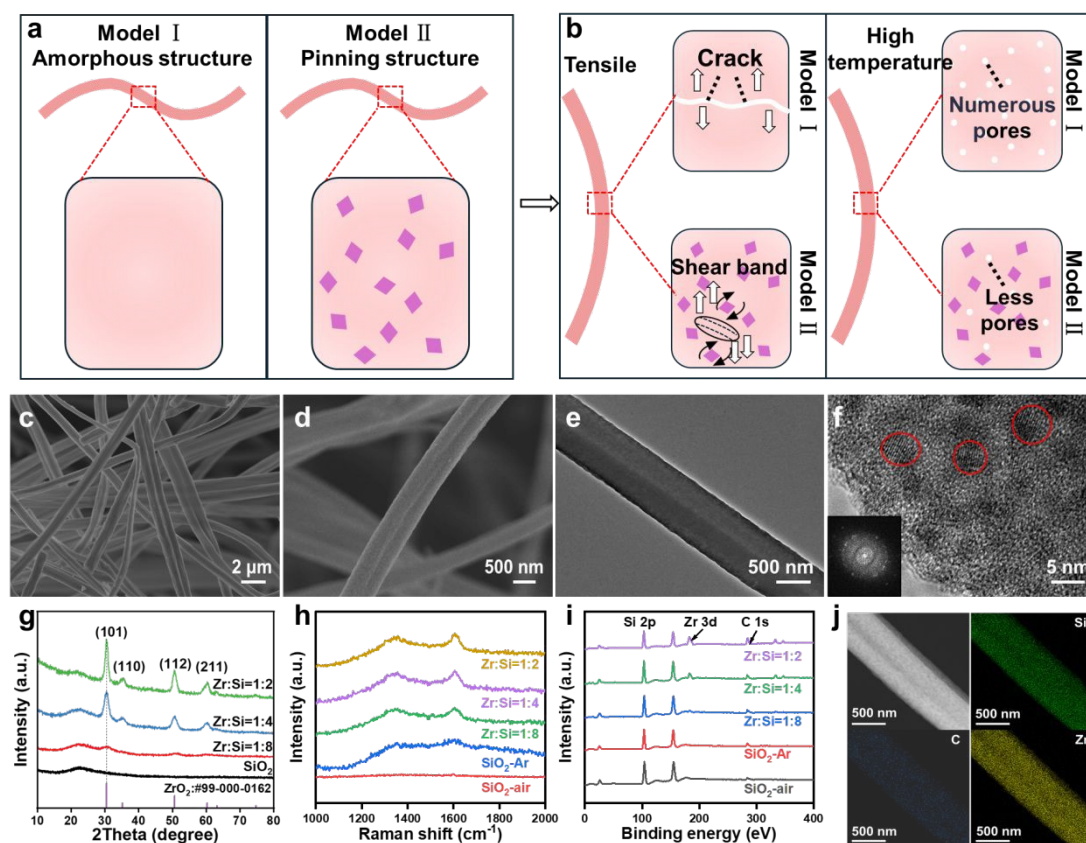 a
Model Ⅰ
Amorphous structure
Model Ⅱ
Pinning structure
b
Tensile
Crack
Model Ⅰ
Shear band
Model Ⅱ
High
temperature
Numerous
pores
Model Ⅰ
Less
pores
Model Ⅱ
c
2 μm
d
500 nm
e
500 nm
f
5 nm
g
Intensity (a.u.)
(101)
(110)
(112)
(211)
Zr:Si=1:2
Zr:Si=1:4
Zr:Si=1:8
SiO₂
ZrO₂:#99-000-0162
10 20 30 40 50 60 70 80
2Theta (degree)
h
Intensity (a.u.)
Zr:Si=1:2
Zr:Si=1:4
Zr:Si=1:8
SiO₂-Ar
SiO₂-air
1000 1200 1400 1600 1800 2000
Raman shift (cm⁻¹)
i
Intensity (a.u.)
Si 2p Zr 3d C 1s
Zr:Si=1:2
Zr:Si=1:4
Zr:Si=1:8
SiO₂-Ar
SiO₂-air
0 100 200 300 400
Binding energy (eV)
j
500 nm
Si
500 nm
C
500 nm
Zr
500 nm